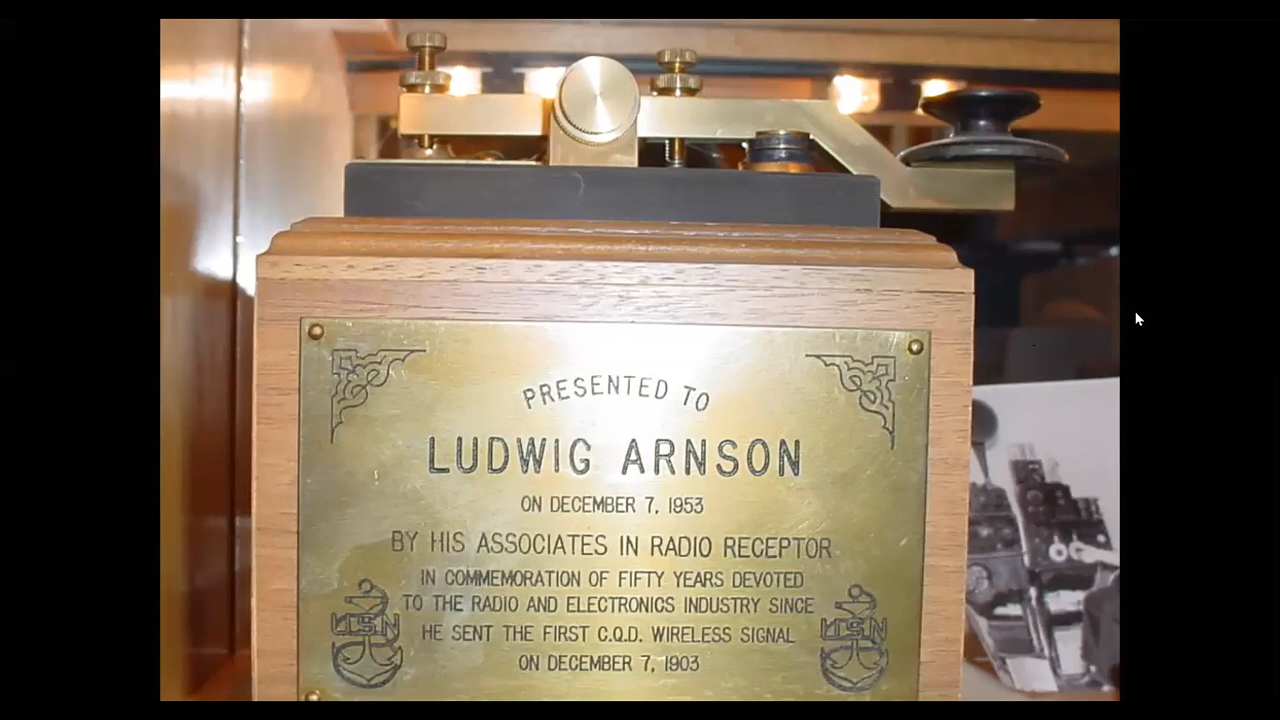 PRESENTED TO
LUDWIG ARNSON
ON DECEMBER 7, 1953
BY HIS ASSOCIATES IN RADIO RECEPTOR
IN COMMEMORATION OF FIFTY YEARS DEVOTED
TO THE RADIO AND ELECTRONICS INDUSTRY SINCE
HE SENT THE FIRST C.Q.D. WIRELESS SIGNAL
ON DECEMBER 7, 1903
USN USN